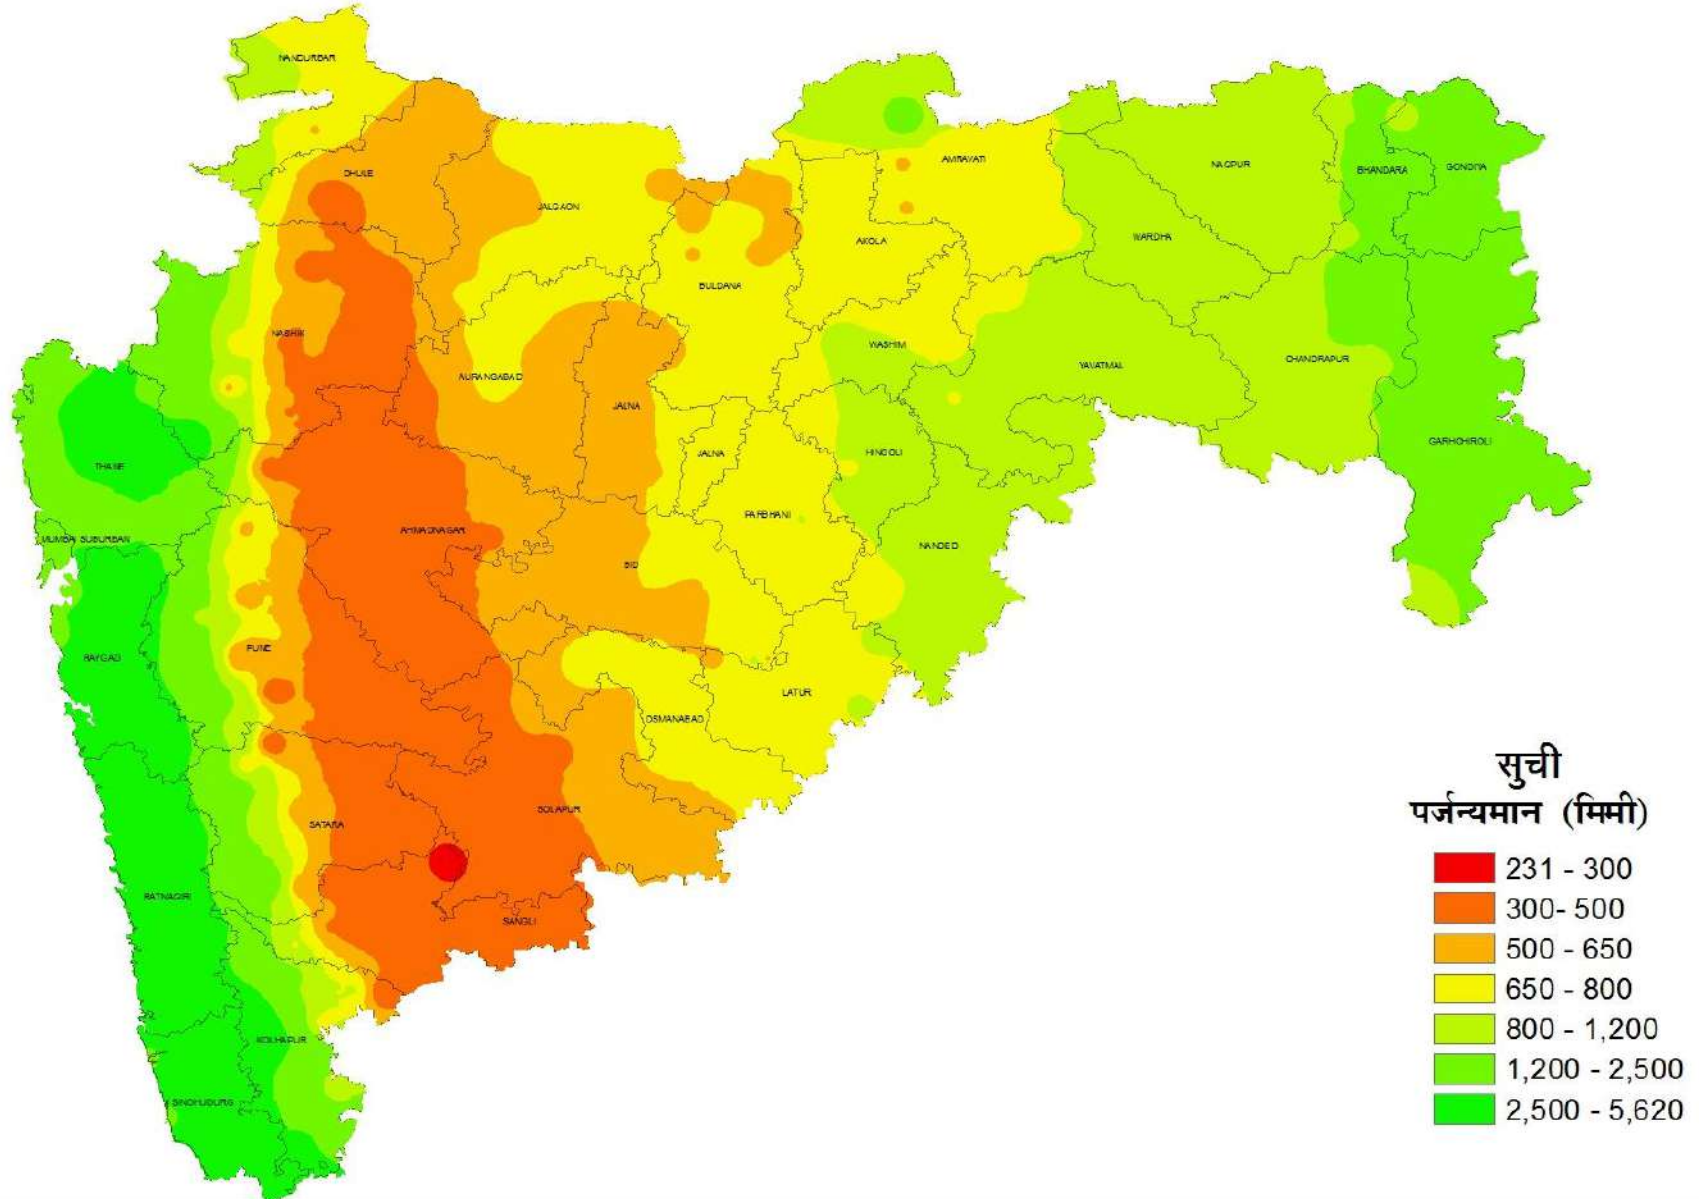 NANDURBAR
DHULE
JALGAON
AMRAVATI
NAGPUR
BHANDARA
GONDIYA
AKOLA
WARDHA
BULDANA
NASHIK
WASHIM
AURANGABAD
YAVATMAL
CHANDRAPUR
JALNA
THANE
JALNA
HINGOLI
GARHCHIROLI
AHMADNAGAR
PARBHANI
MUMBAI SUBURBAN
NANDED
BID
PUNE
RAYGAD
LATUR
OSMANABAD
SOLAPUR
SATARA
RATNAGIRI
SANGLI
KOLHAPUR
SINDHUDURG
सुची
पर्जन्यमान (मिमी)
231 - 300
300- 500
500 - 650
650 - 800
800 - 1,200
1,200 - 2,500
2,500 - 5,620